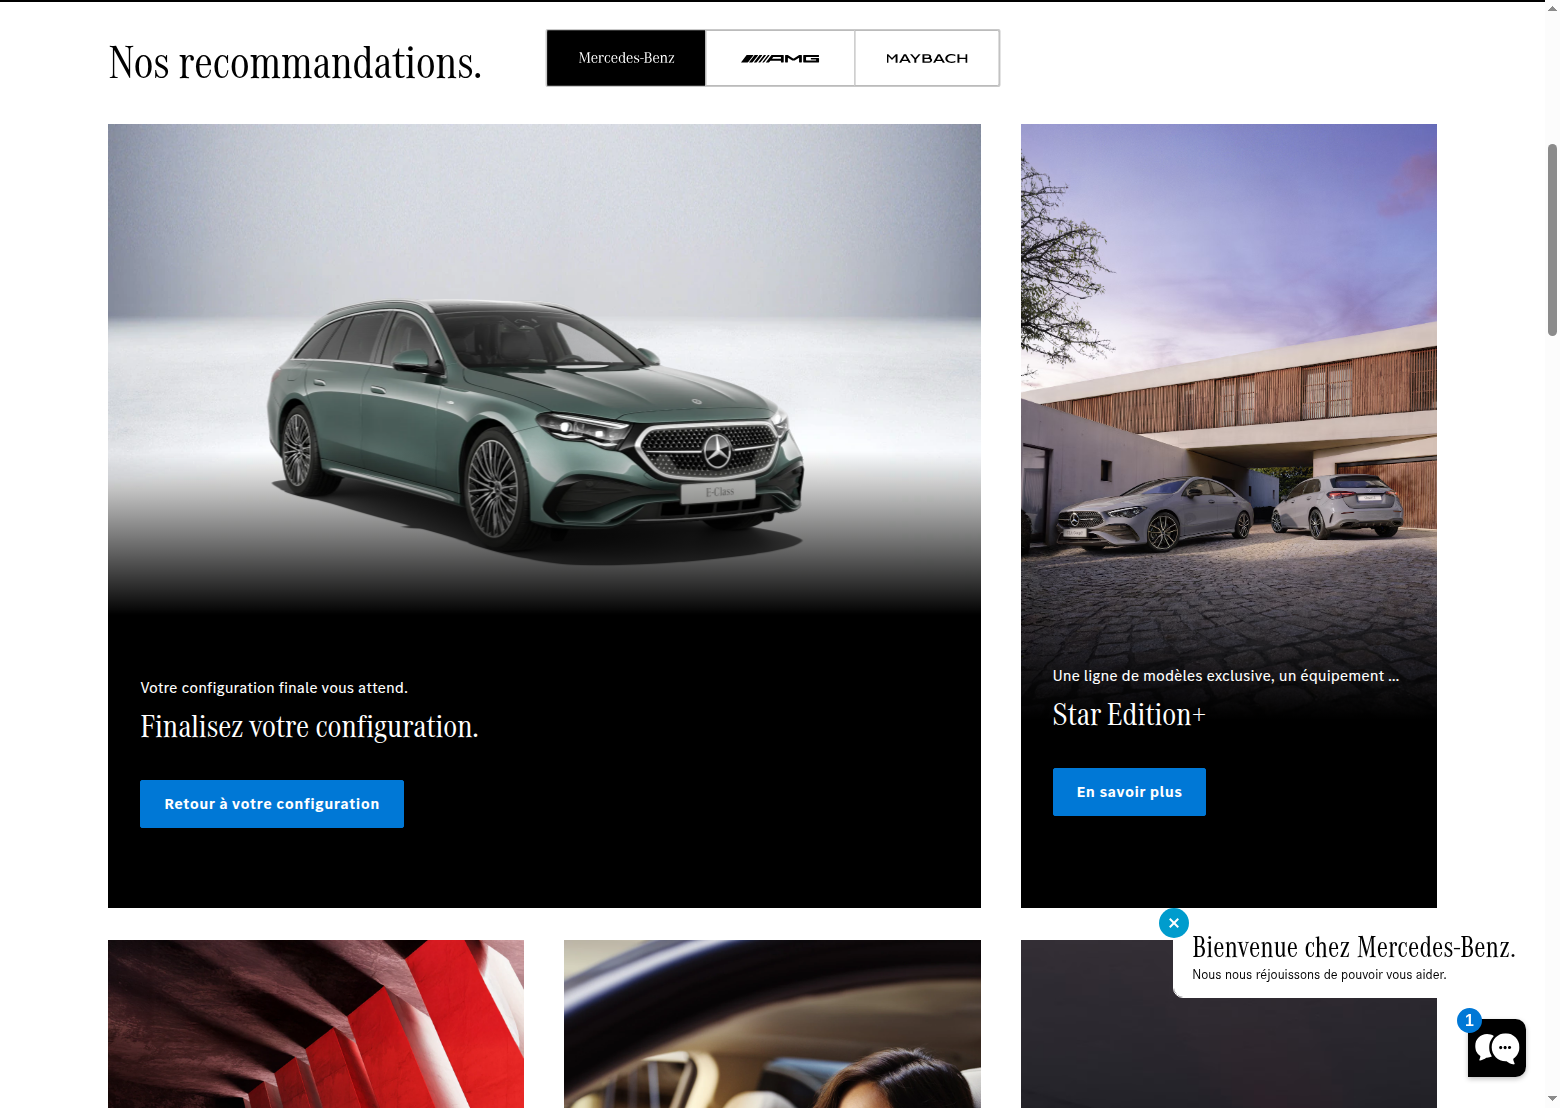 Nos recommandations.
Mercedes-Benz
AMG
MAYBACH
E-Class
Votre configuration finale vous attend.
Finalisez votre configuration.
Retour à votre configuration
Une ligne de modèles exclusive, un équipement ...
Star Edition+
En savoir plus
Bienvenue chez Mercedes-Benz.
Nous nous réjouissons de pouvoir vous aider.
1